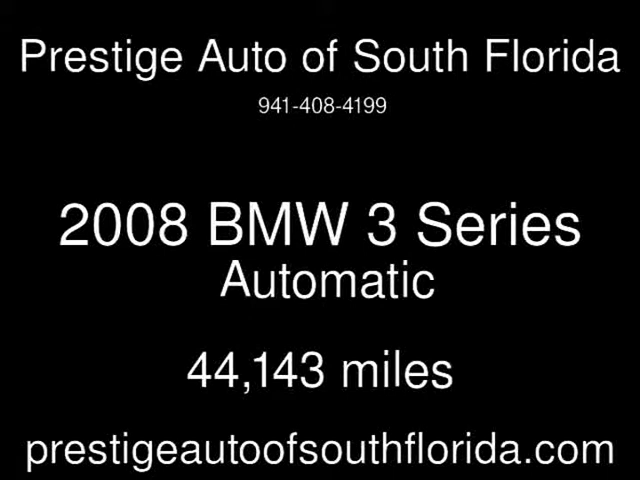 Prestige Auto of South Florida
941-408-4199
2008 BMW 3 Series
Automatic
44,143 miles
prestigeautoofsouthflorida.com